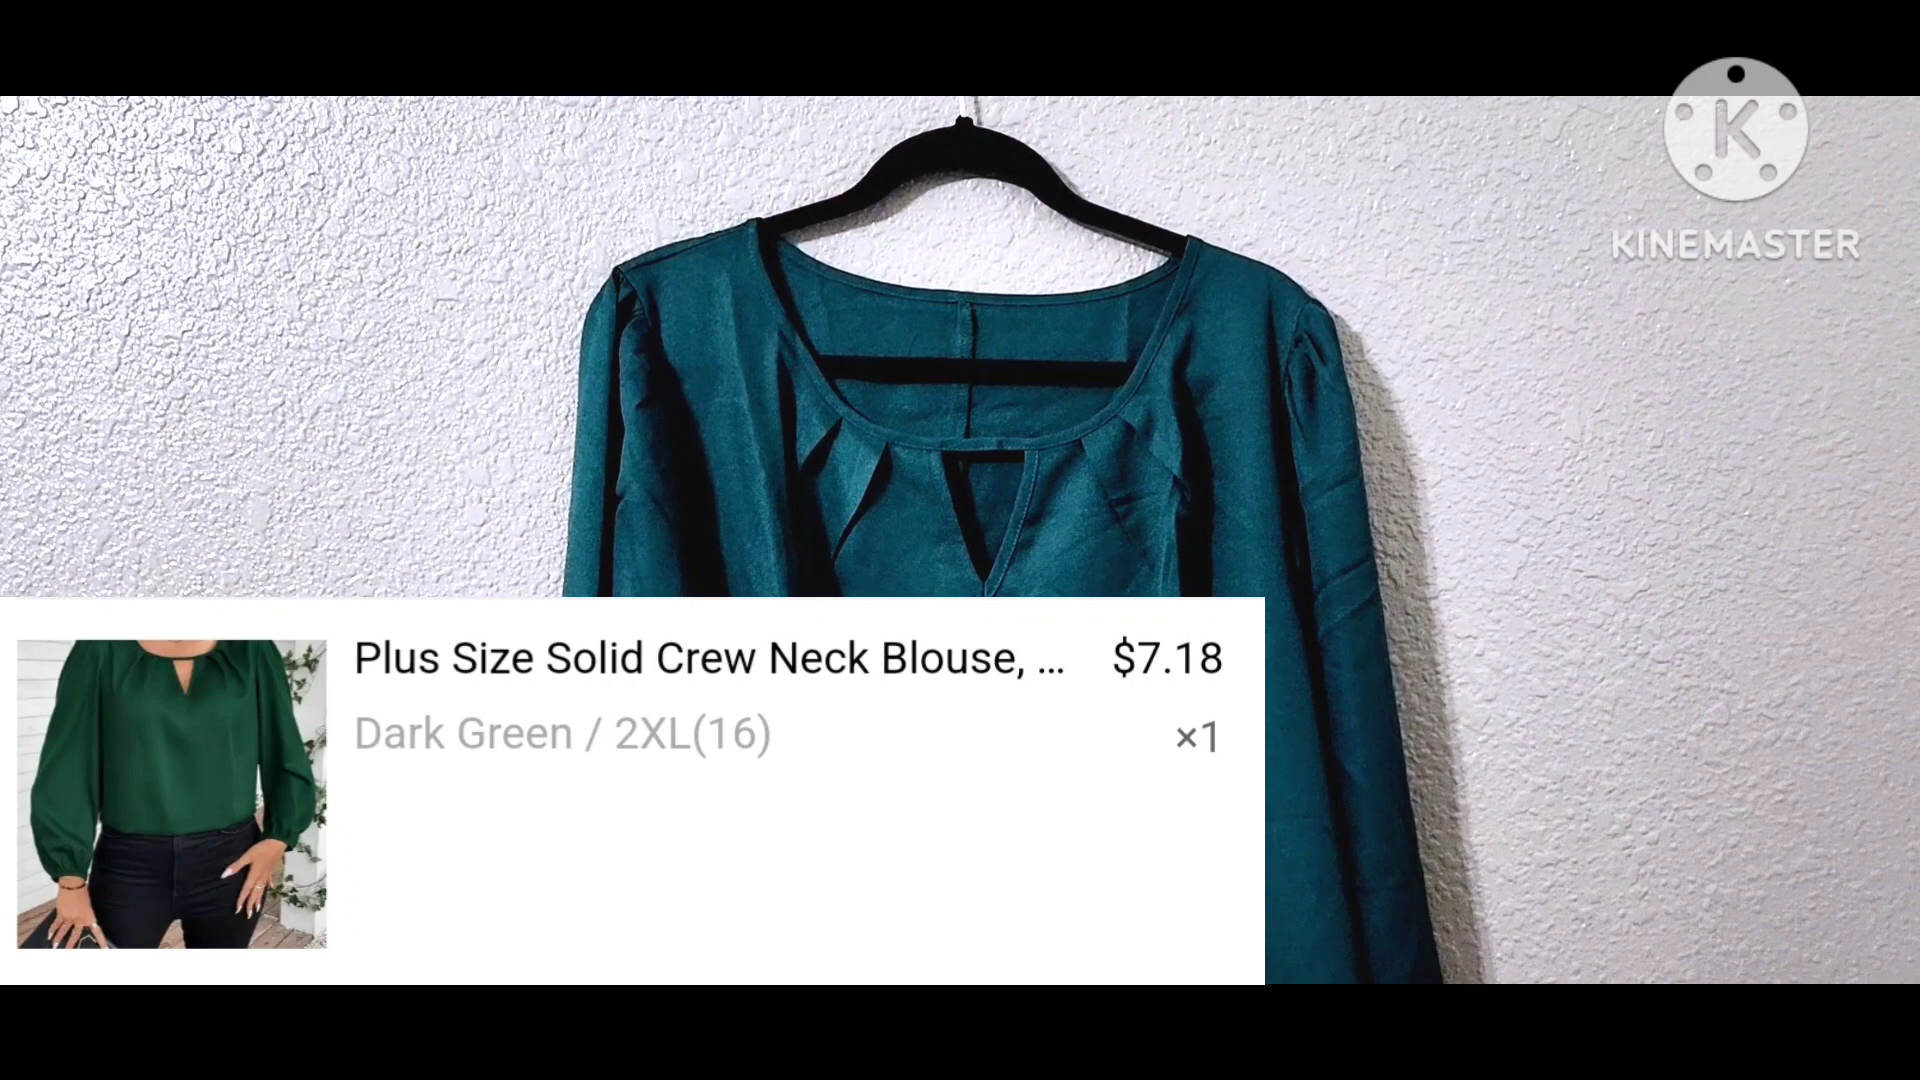 K
KINEMASTER
Plus Size Solid Crew Neck Blouse, ... $7.18
Dark Green / 2XL(16) ×1